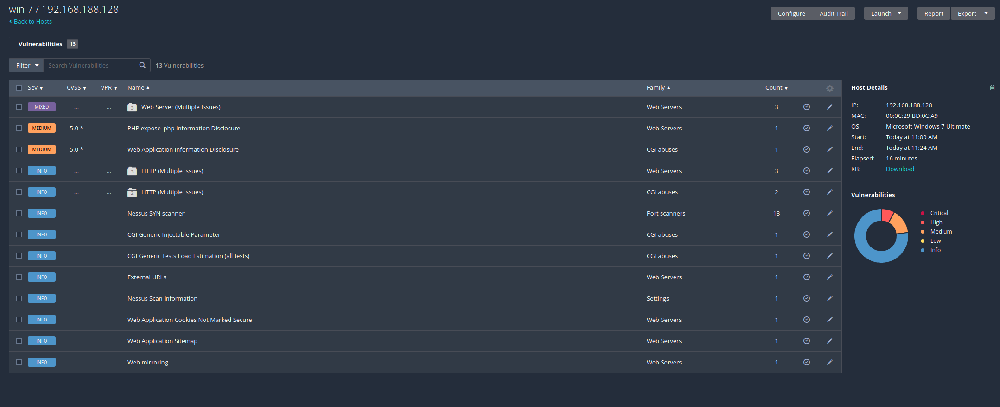 win 7 / 192.168.188.128
Back to Hosts
Configure Audit Trail Launch Report Export
Vulnerabilities 13
Filter Search Vulnerabilities 13 Vulnerabilities
Sev CVSS VPR Name Family Count
MIXED ... ... 3 Web Server (Multiple Issues) Web Servers 3
MEDIUM 5.0 * PHP expose_php Information Disclosure Web Servers 1
MEDIUM 5.0 * Web Application Information Disclosure CGI abuses 1
INFO ... ... 3 HTTP (Multiple Issues) Web Servers 3
INFO ... ... 2 HTTP (Multiple Issues) CGI abuses 2
INFO Nessus SYN scanner Port scanners 13
INFO CGI Generic Injectable Parameter CGI abuses 1
INFO CGI Generic Tests Load Estimation (all tests) CGI abuses 1
INFO External URLs Web Servers 1
INFO Nessus Scan Information Settings 1
INFO Web Application Cookies Not Marked Secure Web Servers 1
INFO Web Application Sitemap Web Servers 1
INFO Web mirroring Web Servers 1
Host Details
IP: 192.168.188.128
MAC: 00:0C:29:BD:0C:A9
OS: Microsoft Windows 7 Ultimate
Start: Today at 11:09 AM
End: Today at 11:24 AM
Elapsed: 16 minutes
KB: Download
Vulnerabilities
Critical
High
Medium
Low
Info